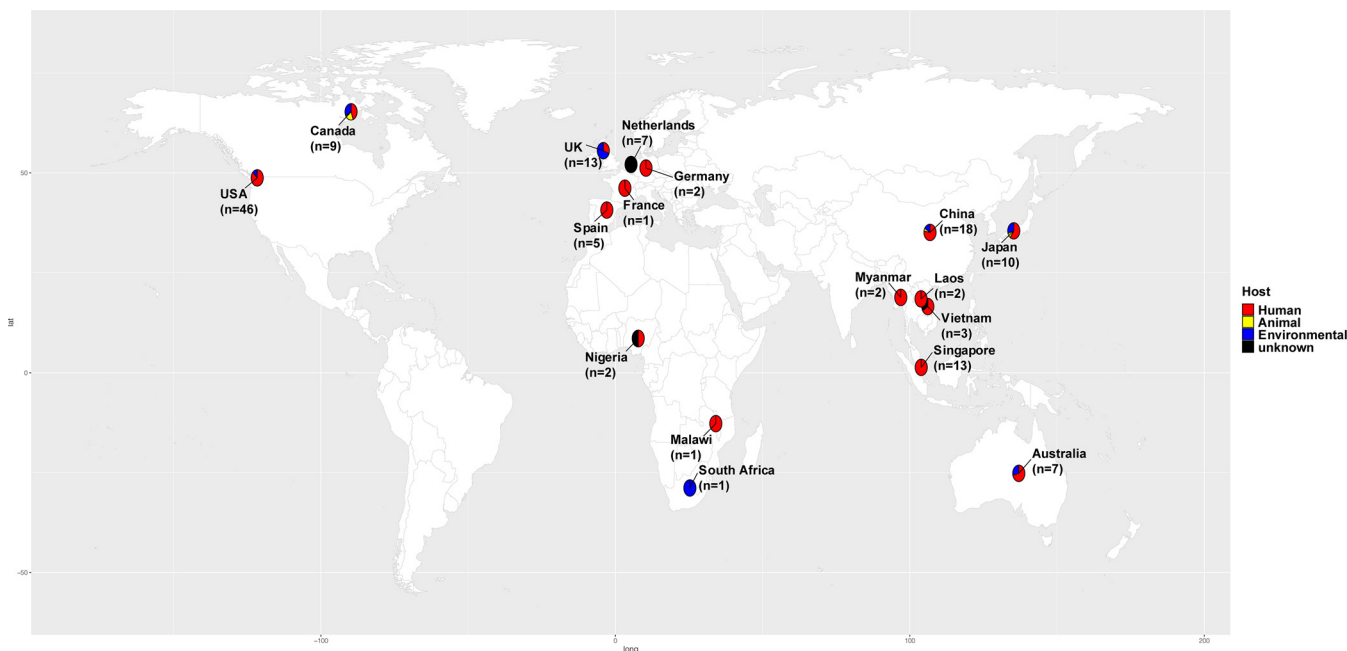 Canada
(n=9)
USA
(n=46)
UK
(n=13)
Netherlands
(n=7)
Germany
(n=2)
France
(n=1)
Spain
(n=5)
China
(n=18)
Japan
(n=10)
Myanmar
(n=2)
Laos
(n=2)
Vietnam
(n=3)
Singapore
(n=13)
Nigeria
(n=2)
Malawi
(n=1)
South Africa
(n=1)
Australia
(n=7)
Host
Human
Animal
Environmental
unknown
lat
50
0
−50
−100
0
100
200
long